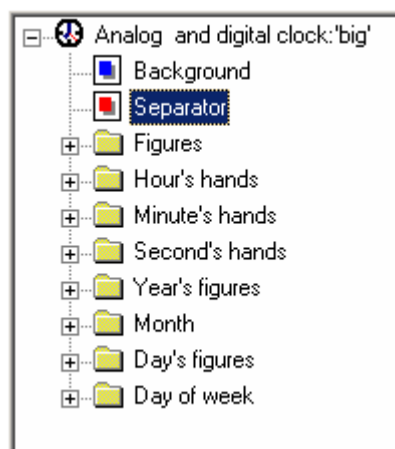 Analog  and digital clock:'big'
Background
Separator
Figures
Hour's hands
Minute's hands
Second's hands
Year's figures
Month
Day's figures
Day of week